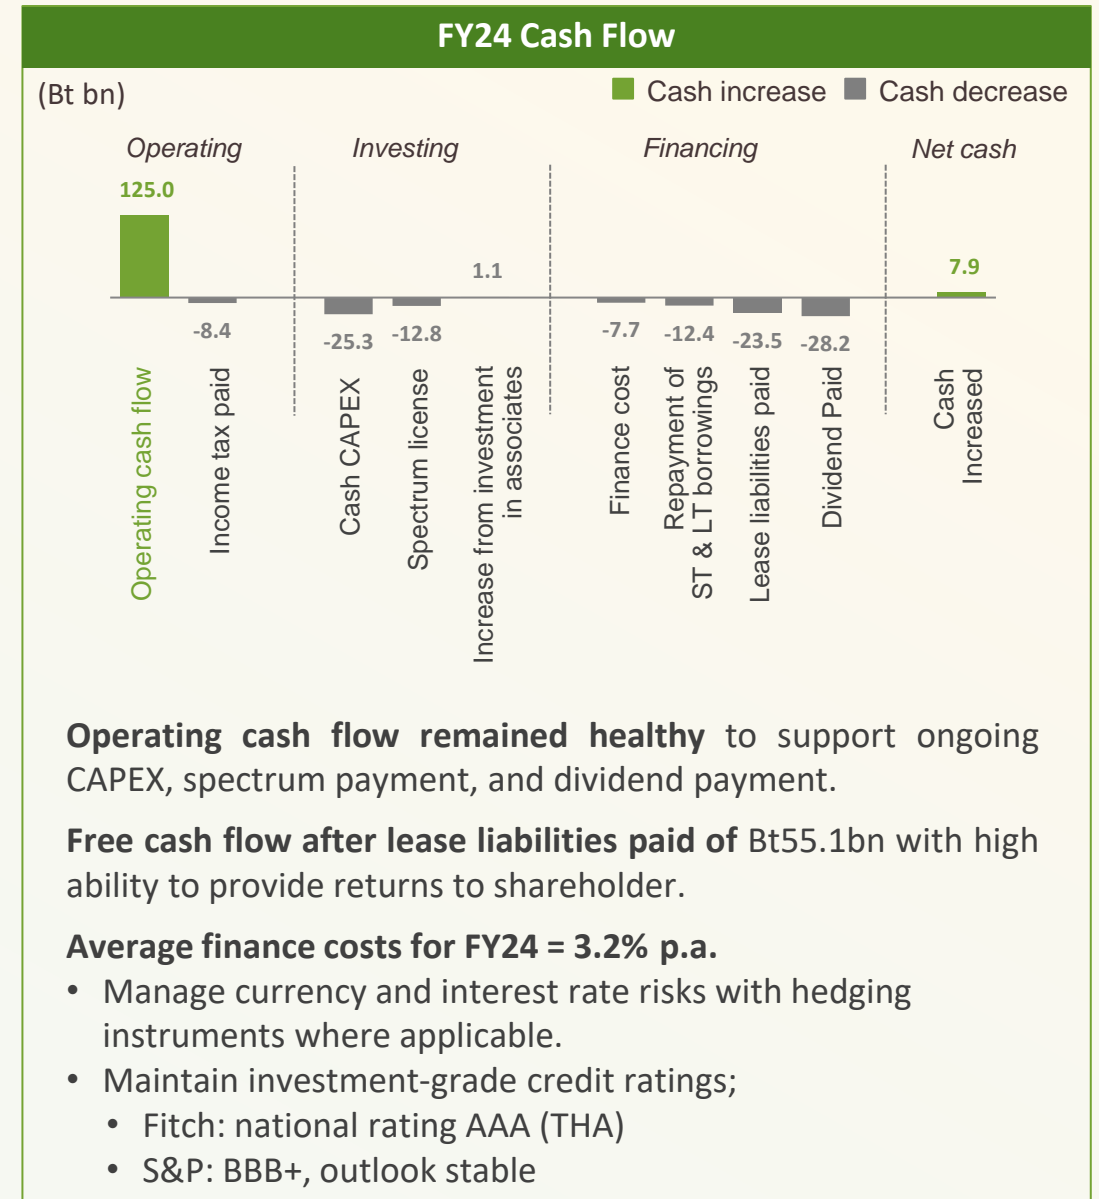 FY24 Cash Flow
(Bt bn)
Cash increase
Cash decrease
Operating
Investing
Financing
Net cash
125.0
-8.4
-25.3
-12.8
1.1
-7.7
-12.4
-23.5
-28.2
7.9
Operating cash flow
Income tax paid
Cash CAPEX
Spectrum license
Increase from investment
in associates
Finance cost
Repayment of
ST & LT borrowings
Lease liabilities paid
Dividend Paid
Cash
Increased
Operating cash flow remained healthy to support ongoing
CAPEX, spectrum payment, and dividend payment.
Free cash flow after lease liabilities paid of Bt55.1bn with high
ability to provide returns to shareholder.
Average finance costs for FY24 = 3.2% p.a.
• Manage currency and interest rate risks with hedging
instruments where applicable.
• Maintain investment-grade credit ratings;
• Fitch: national rating AAA (THA)
• S&P: BBB+, outlook stable